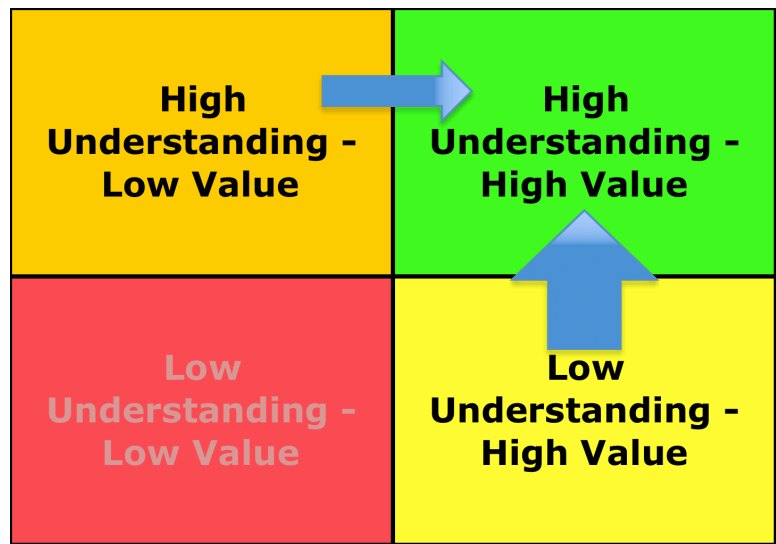 High
Understanding -
Low Value
High
Understanding -
High Value
Low
Understanding -
Low Value
Low
Understanding -
High Value